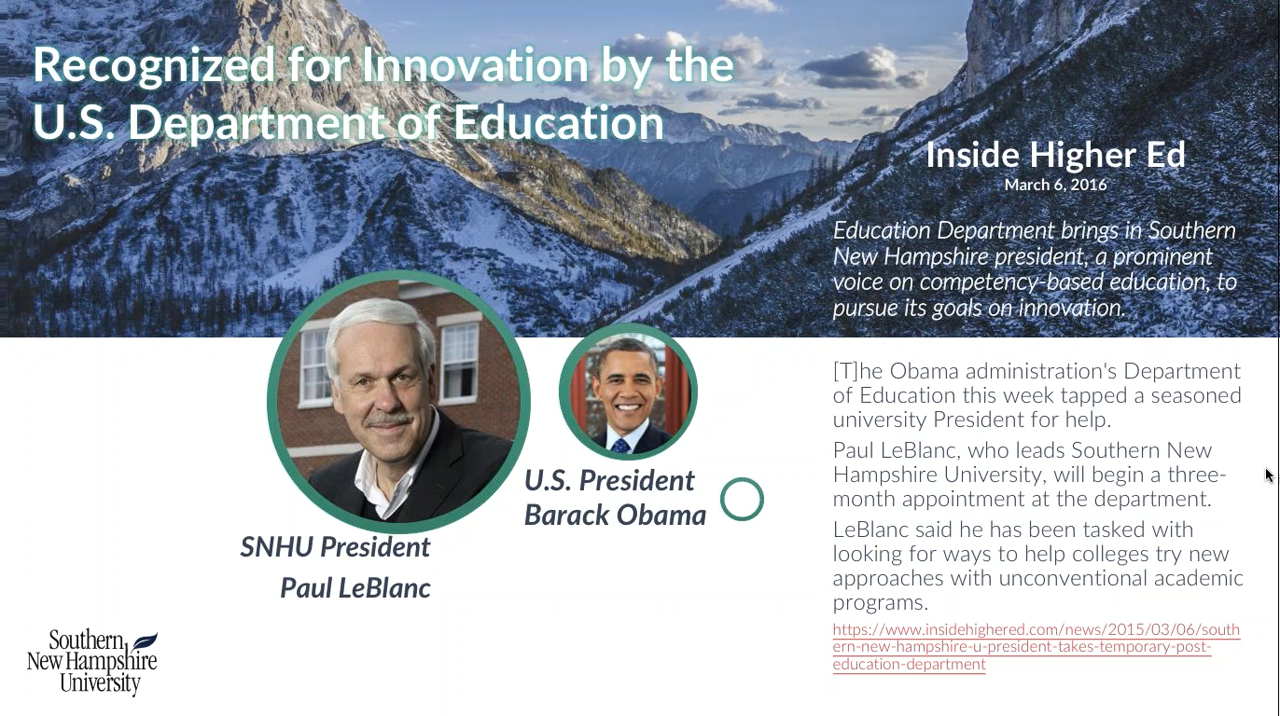 Recognized for Innovation by the
U.S. Department of Education
Inside Higher Ed
March 6, 2016
Education Department brings in Southern
New Hampshire president, a prominent
voice on competency-based education, to
pursue its goals on innovation.
[T]he Obama administration's Department
of Education this week tapped a seasoned
university President for help.
Paul LeBlanc, who leads Southern New
Hampshire University, will begin a three-
month appointment at the department.
LeBlanc said he has been tasked with
looking for ways to help colleges try new
approaches with unconventional academic
programs.
https://www.insidehighered.com/news/2015/03/06/south
ern-new-hampshire-u-president-takes-temporary-post-
education-department
U.S. President
Barack Obama
SNHU President
Paul LeBlanc
Southern
New Hampshire
University